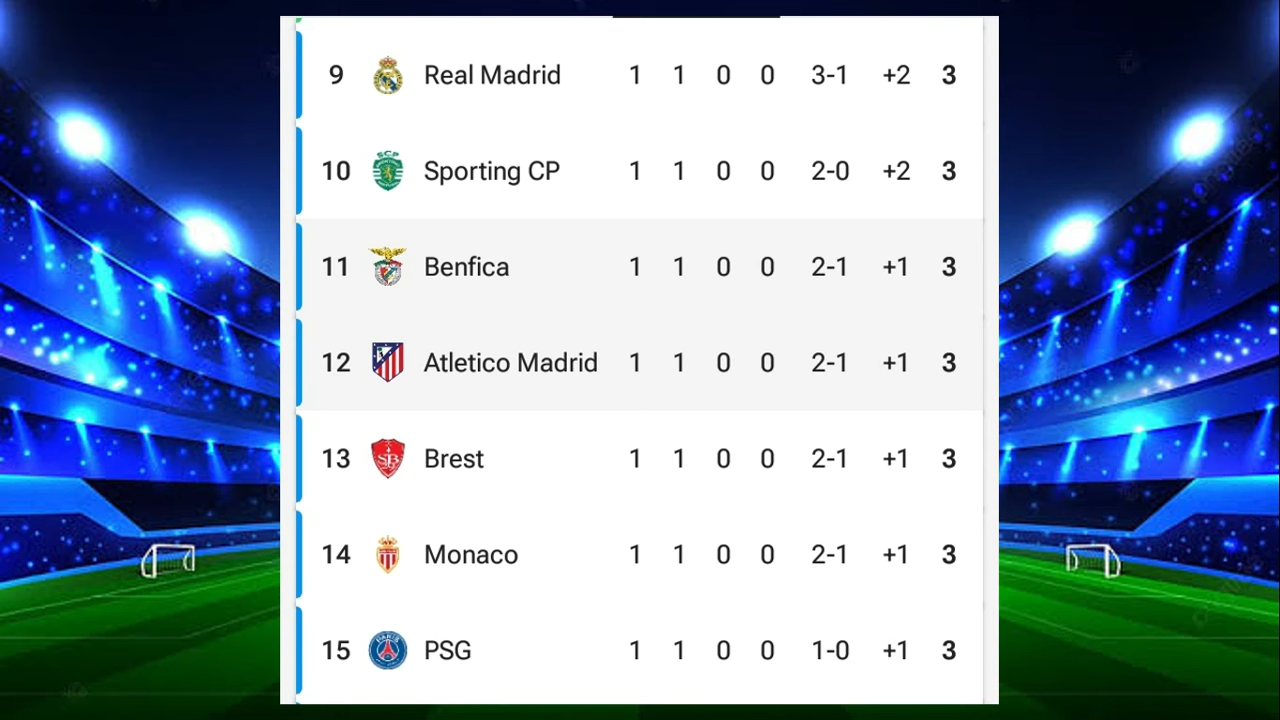 9 Real Madrid 1 1 0 0 3-1 +2 3
10 Sporting CP 1 1 0 0 2-0 +2 3
11 Benfica 1 1 0 0 2-1 +1 3
12 Atletico Madrid 1 1 0 0 2-1 +1 3
13 Brest 1 1 0 0 2-1 +1 3
14 Monaco 1 1 0 0 2-1 +1 3
15 PSG 1 1 0 0 1-0 +1 3